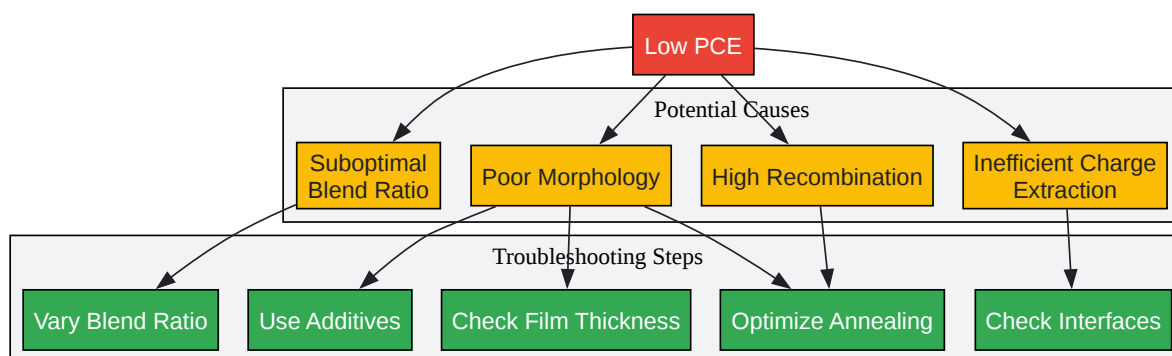 Low PCE
Potential Causes
Suboptimal
Blend Ratio
Poor Morphology
High Recombination
Inefficient Charge
Extraction
Troubleshooting Steps
Vary Blend Ratio
Use Additives
Check Film Thickness
Optimize Annealing
Check Interfaces